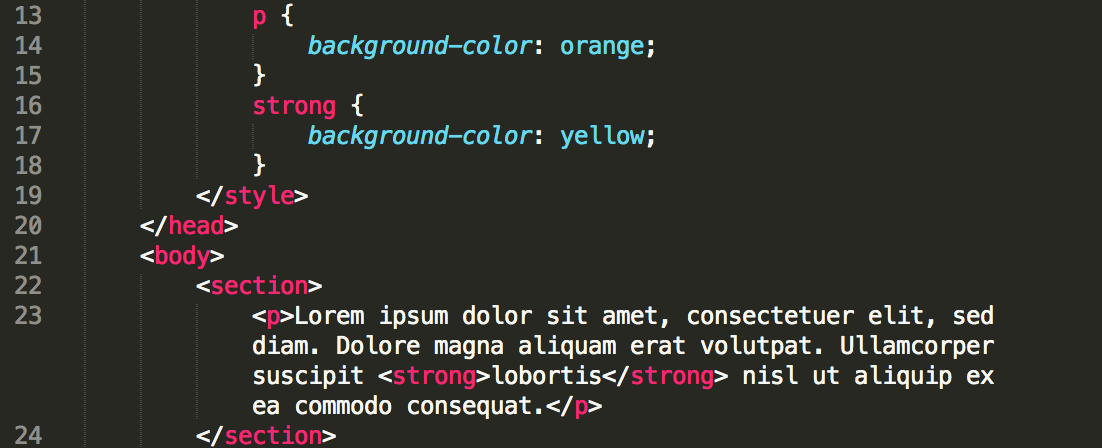 13 p {
14 background-color: orange;
15 }
16 strong {
17 background-color: yellow;
18 }
19 </style>
20 </head>
21 <body>
22 <section>
23 <p>Lorem ipsum dolor sit amet, consectetuer elit, sed
diam. Dolore magna aliquam erat volutpat. Ullamcorper
suscipit <strong>lobortis</strong> nisl ut aliquip ex
ea commodo consequat.</p>
24 </section>